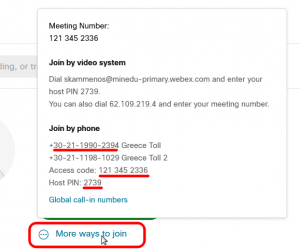 Meeting Number:
121 345 2336
Join by video system
Dial skammenos@minedu-primary.webex.com and enter your
host PIN 2739.
You can also dial 62.109.219.4 and enter your meeting number.
Join by phone
+30-21-1990-2394 Greece Toll
+30-21-1198-1029 Greece Toll 2
Access code: 121 345 2336
Host PIN: 2739
Global call-in numbers
ding, or tr
More ways to join